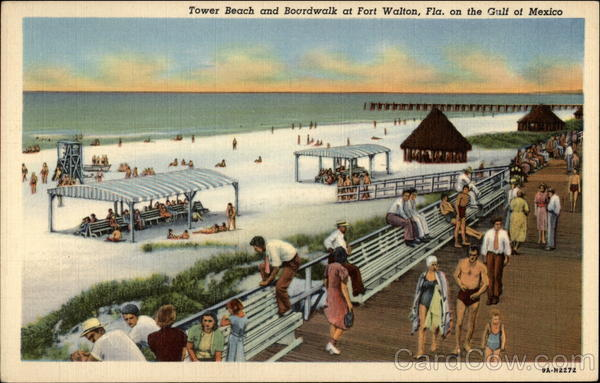 Tower Beach and Boardwalk at Fort Walton, Fla. on the Gulf of Mexico
CardCow.com
9A-H2272